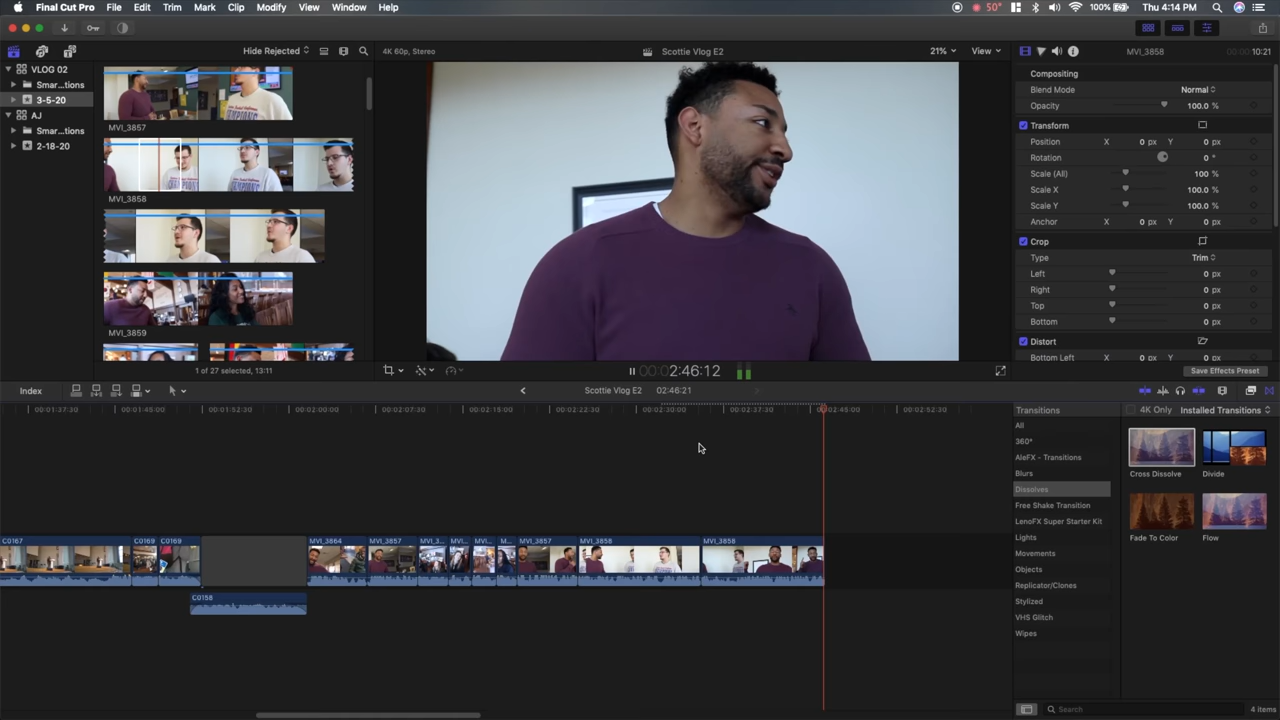 Final Cut Pro File Edit Trim Mark Clip Modify View Window Help 50° 100% Thu 4:14 PM
Hide Rejected 4K 60p, Stereo Scottie Vlog E2 21% View MVI_3858 10:21
VLOG 02
Smar...tions
3-5-20
AJ
Smar...tions
2-18-20
MVI_3857
MVI_3858
MVI_3859
1 of 27 selected, 13:11
00:00:02:46:12
Compositing
Blend Mode Normal
Opacity 100.0 %
Transform
Position X 0 px Y 0 px
Rotation 0 °
Scale (All) 100 %
Scale X 100.0 %
Scale Y 100.0 %
Anchor X 0 px Y 0 px
Crop
Type Trim
Left 0 px
Right 0 px
Top 0 px
Bottom 0 px
Distort
Bottom Left 0 px 0 px
Save Effects Preset
Index Scottie Vlog E2 02:46:21
00:01:37:30 00:01:45:00 00:01:52:30 00:02:00:00 00:02:07:30 00:02:15:00 00:02:22:30 00:02:30:00 00:02:37:30 00:02:45:00 00:02:52:30
C0167 C0169 C0169 MVI_3864 MVI_3857 MVI_3... MVI... MVI... M... MVI_3857 MVI_3858 MVI_3858
C0158
Transitions 4K Only Installed Transitions
All
360°
AleFX - Transitions
Blurs
Dissolves
Free Shake Transition
LenoFX Super Starter Kit
Lights
Movements
Objects
Replicator/Clones
Stylized
VHS Glitch
Wipes
Cross Dissolve Divide
Fade To Color Flow
Search 4 items